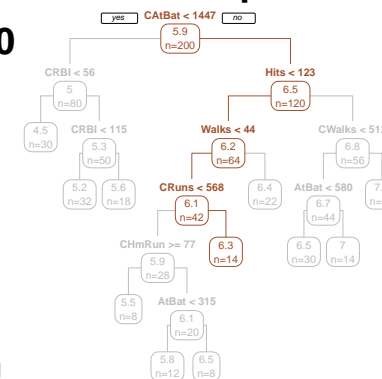 CAtBat < 1447
yes
no
0
5.9
n=200
CRBI < 56
Hits < 123
5
n=80
6.5
n=120
4.5
n=30
CRBI < 115
Walks < 44
5.3
n=50
6.2
n=64
6.8
n=56
5.2
n=32
5.6
n=18
CRuns < 568
6.4
n=22
AtBat < 580
6.1
n=42
6.7
n=44
CHmRun >= 77
6.3
n=14
6.5
n=30
7
n=14
5.9
n=28
5.5
n=8
AtBat < 315
6.1
n=20
5.8
n=12
6.5
n=8